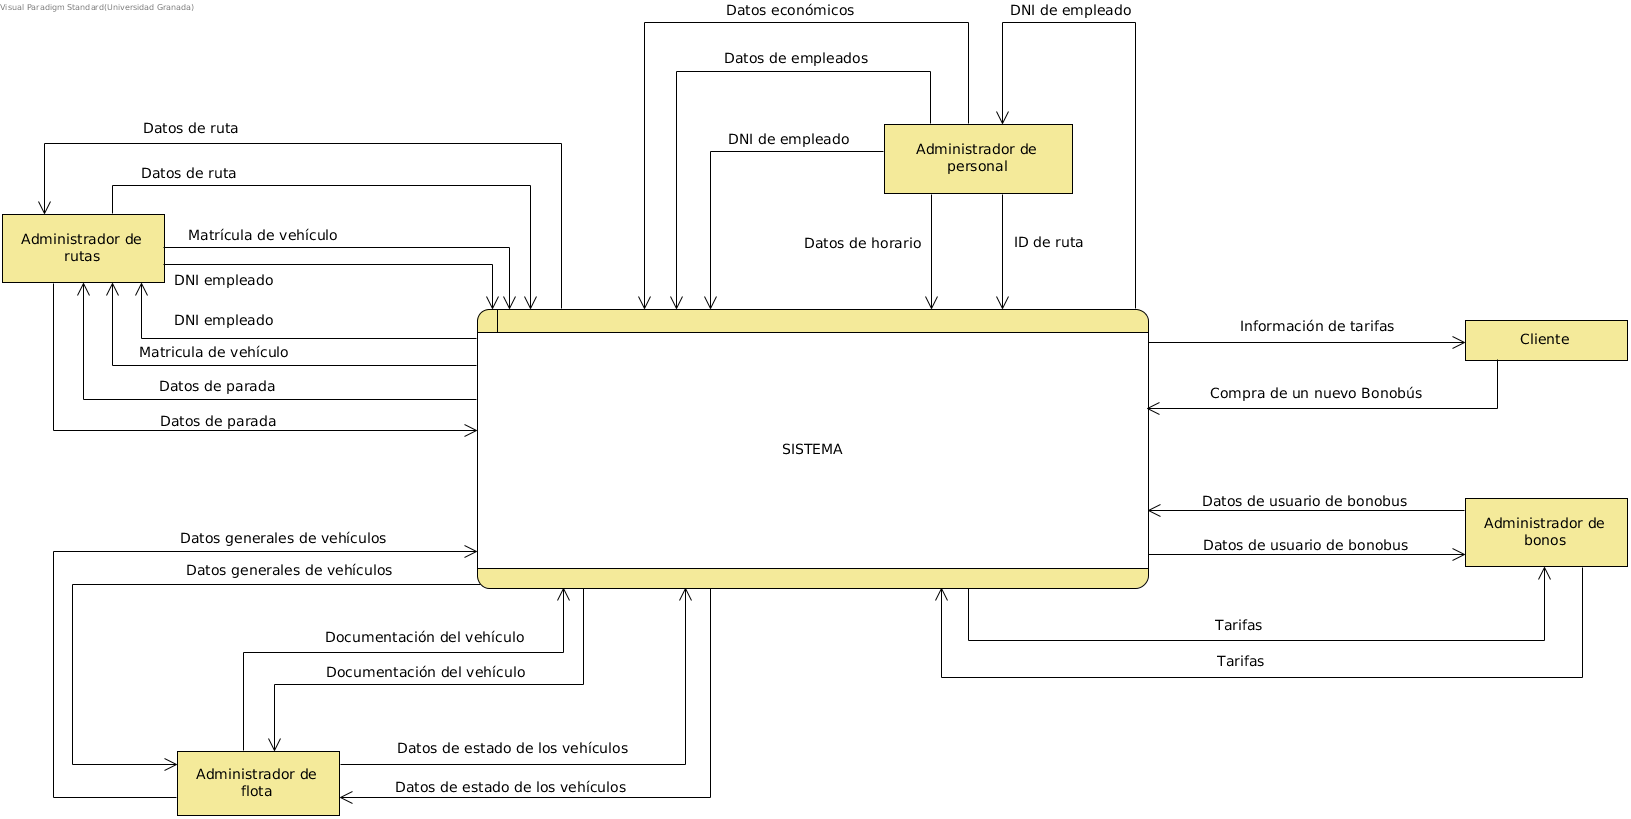 Visual Paradigm Standard(Universidad Granada)
Datos económicos
DNI de empleado
Datos de empleados
Datos de ruta
DNI de empleado
Administrador de
personal
Datos de ruta
Matrícula de vehículo
Administrador de
rutas
Datos de horario
ID de ruta
DNI empleado
DNI empleado
Información de tarifas
Cliente
Matricula de vehículo
Datos de parada
Compra de un nuevo Bonobús
Datos de parada
SISTEMA
Datos de usuario de bonobus
Administrador de
bonos
Datos generales de vehículos
Datos de usuario de bonobus
Datos generales de vehículos
Tarifas
Documentación del vehículo
Tarifas
Documentación del vehículo
Datos de estado de los vehículos
Administrador de
flota
Datos de estado de los vehículos